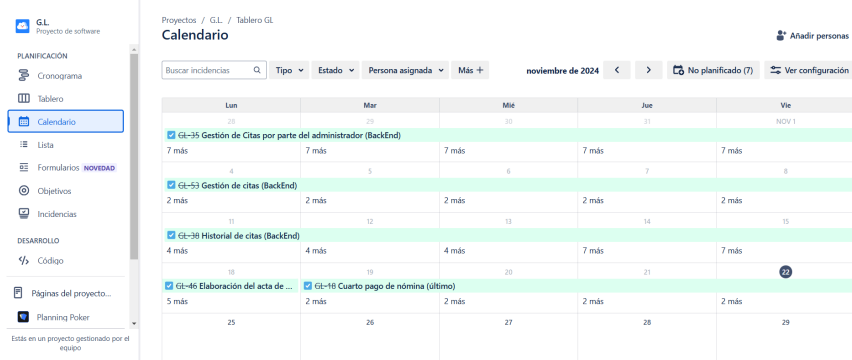 G.L.
Proyecto de software
PLANIFICACIÓN
Cronograma
Tablero
Calendario
Lista
Formularios NOVEDAD
Objetivos
Incidencias
DESARROLLO
Código
Páginas del proyecto...
Planning Poker
Estás en un proyecto gestionado por el
equipo
Proyectos / G.L. / Tablero GL
Calendario
Añadir personas
Buscar incidencias Tipo Estado Persona asignada Más + noviembre de 2024 < > No planificado (7) Ver configuración
Lun Mar Mié Jue Vie
28 29 30 31 NOV 1
GL-35 Gestión de Citas por parte del administrador (BackEnd)
7 más 7 más 7 más 7 más 7 más
4 5 6 7 8
GL-53 Gestión de citas (BackEnd)
2 más 2 más 2 más 2 más 2 más
11 12 13 14 15
GL-38 Historial de citas (BackEnd)
4 más 4 más 4 más 7 más 7 más
18 19 20 21 22
GL-46 Elaboración del acta de ... GL-18 Cuarto pago de nómina (último)
5 más 2 más 2 más 2 más 2 más
25 26 27 28 29